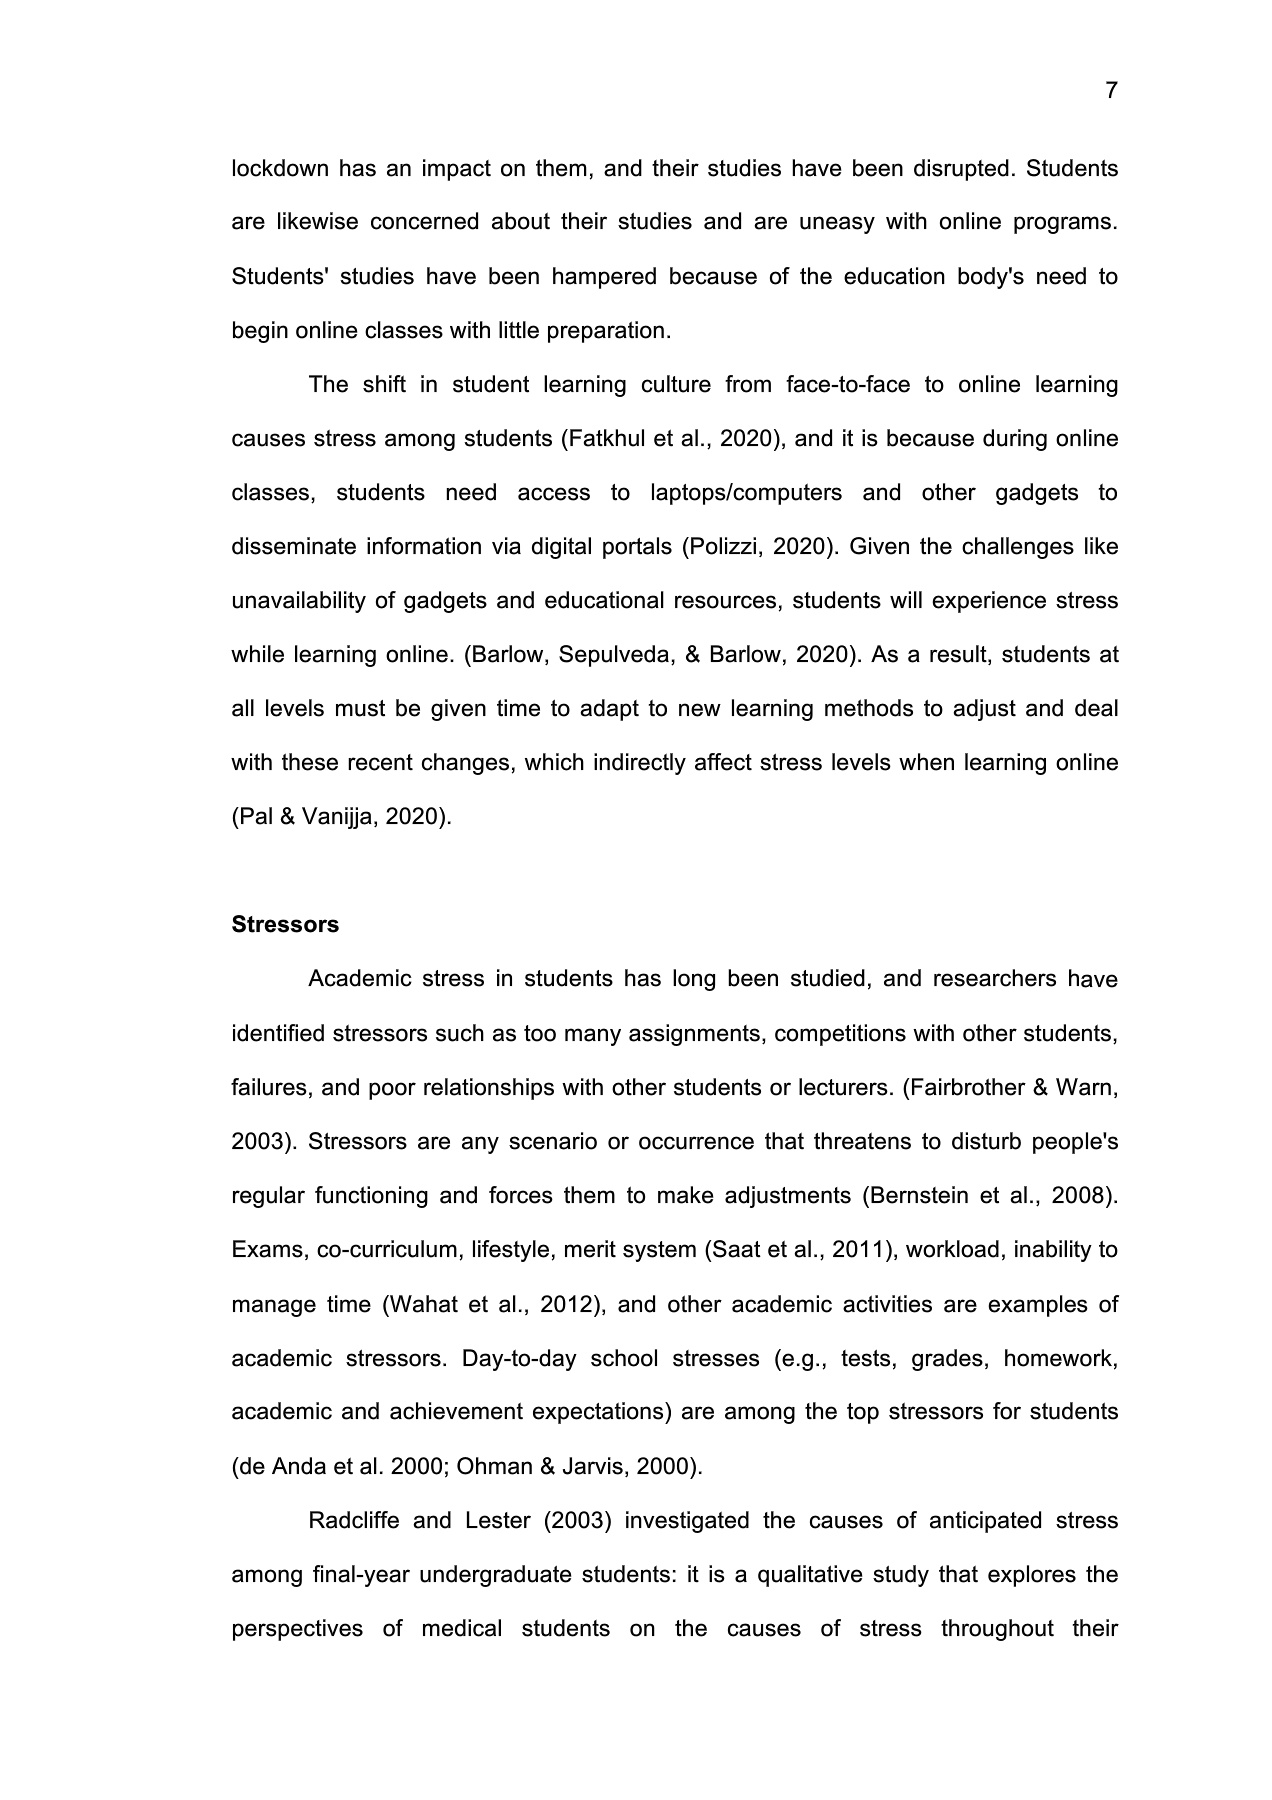 7
lockdown has an impact on them, and their studies have been disrupted. Students
are likewise concerned about their studies and are uneasy with online programs.
Students' studies have been hampered because of the education body's need to
begin online classes with little preparation.
The shift in student learning culture from face-to-face to online learning
causes stress among students (Fatkhul et al., 2020), and it is because during online
classes, students need access to laptops/computers and other gadgets to
disseminate information via digital portals (Polizzi, 2020). Given the challenges like
unavailability of gadgets and educational resources, students will experience stress
while learning online. (Barlow, Sepulveda, & Barlow, 2020). As a result, students at
all levels must be given time to adapt to new learning methods to adjust and deal
with these recent changes, which indirectly affect stress levels when learning online
(Pal & Vanijja, 2020).
Stressors
Academic stress in students has long been studied, and researchers have
identified stressors such as too many assignments, competitions with other students,
failures, and poor relationships with other students or lecturers. (Fairbrother & Warn,
2003). Stressors are any scenario or occurrence that threatens to disturb people's
regular functioning and forces them to make adjustments (Bernstein et al., 2008).
Exams, co-curriculum, lifestyle, merit system (Saat et al., 2011), workload, inability to
manage time (Wahat et al., 2012), and other academic activities are examples of
academic stressors. Day-to-day school stresses (e.g., tests, grades, homework,
academic and achievement expectations) are among the top stressors for students
(de Anda et al. 2000; Ohman & Jarvis, 2000).
Radcliffe and Lester (2003) investigated the causes of anticipated stress
among final-year undergraduate students: it is a qualitative study that explores the
perspectives of medical students on the causes of stress throughout their